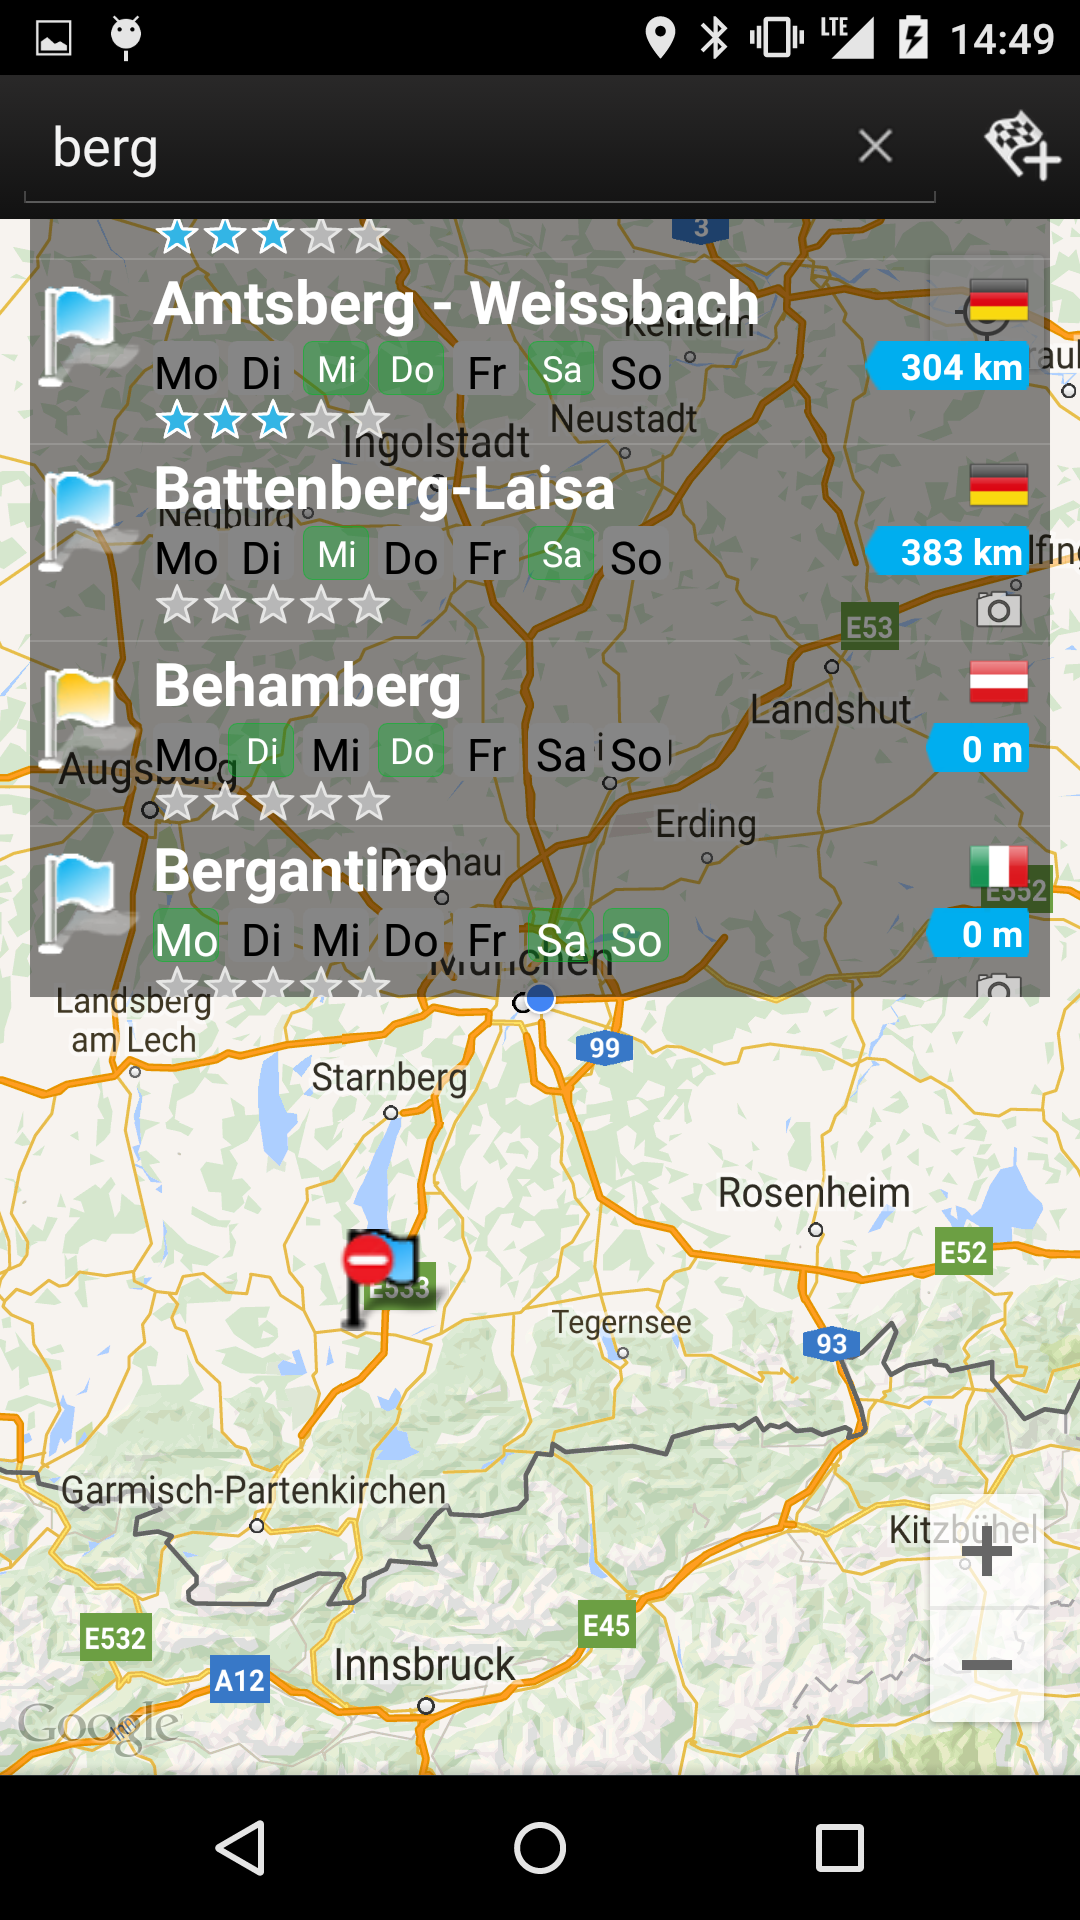 LTE 14:49
berg
3
Amtsberg - Weissbach
Kelheim
Mo Di Mi Do Fr Sa So
304 km
Neustadt
Ingolstadt
Battenberg-Laisa
Neuburg
Mo Di Mi Do Fr Sa So
383 km
E53
Behamberg
Landshut
Mo Di Mi Do Fr Sa So
0 m
Augsburg
Erding
Dachau
Bergantino
E552
Mo Di Mi Do Fr Sa So
0 m
München
Landsberg
am Lech
99
Starnberg
Rosenheim
E52
E533
Tegernsee
93
Garmisch-Partenkirchen
Kitzbühel
E45
E532
Innsbruck
A12
Google